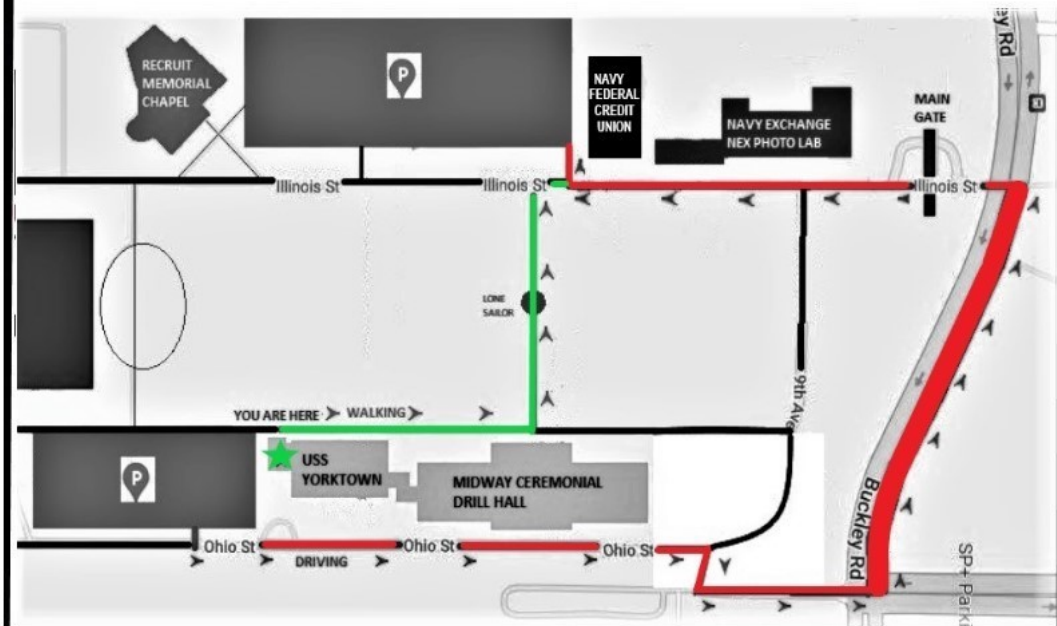 ey Rd
RECRUIT
MEMORIAL
CHAPEL
P
NAVY
FEDERAL
CREDIT
UNION
NAVY EXCHANGE
NEX PHOTO LAB
MAIN
GATE
Illinois St
Illinois St
Illinois St
LONE
SAILOR
9th Ave
YOU ARE HERE
WALKING
P
USS
YORKTOWN
MIDWAY CEREMONIAL
DRILL HALL
Buckley Rd
Ohio St
Ohio St
Ohio St
DRIVING
SP+ Parki